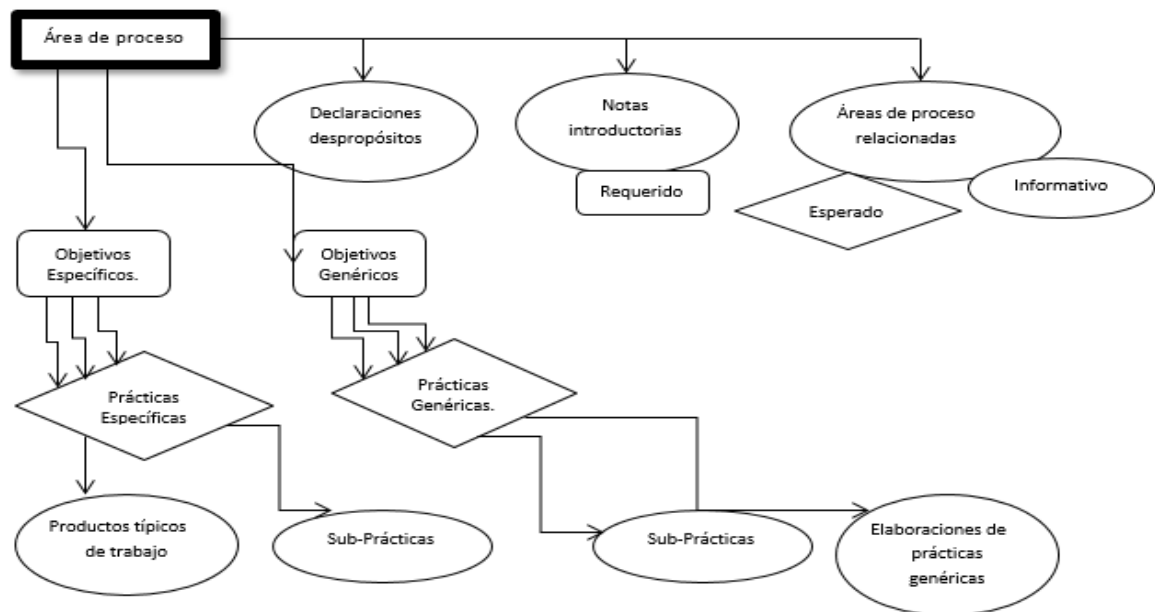 Área de proceso
Declaraciones
despropósitos
Notas
introductorias
Áreas de proceso
relacionadas
Requerido
Esperado
Informativo
Objetivos
Específicos.
Objetivos
Genéricos
Prácticas
Específicas
Prácticas
Genéricas.
Productos típicos
de trabajo
Sub-Prácticas
Sub-Prácticas
Elaboraciones de
prácticas
genéricas